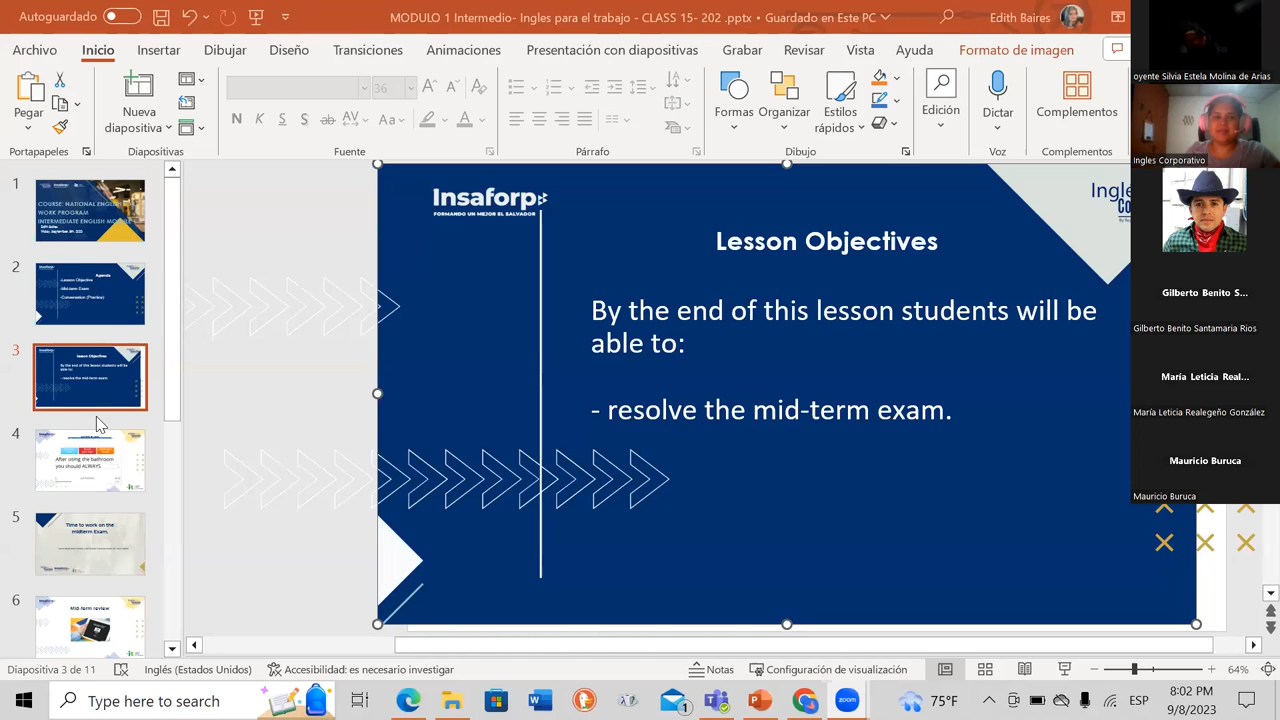 Autoguardado
MODULO 1 Intermedio- Ingles para el trabajo - CLASS 15- 202 .pptx • Guardado en Este PC
Edith Baires
Archivo Inicio Insertar Dibujar Diseño Transiciones Animaciones Presentación con diapositivas Grabar Revisar Vista Ayuda Formato de imagen
Pegar
Nueva diapositiva
36
Formas
Organizar
Estilos rápidos
Edición
Dictar
Complementos
Portapapeles Diapositivas Fuente Párrafo Dibujo Voz Complementos
oyente Silvia Estela Molina de Arias
Ingles Corporativo
Gilberto Benito S...
Gilberto Benito Santamaria Rios
María Leticia Real...
María Leticia Realegeño González
Mauricio Buruca
Mauricio Buruca
1
COURSE: NATIONAL ENGLISH
WORK PROGRAM
INTERMEDIATE ENGLISH MODULE
2
Agenda
-Lesson Objective
-Mid-term Exam
-Conversation (Practice)
3
Lesson Objectives
By the end of this lesson students will be
able to:
- resolve the mid-term exam.
4
After using the bathroom
you should ALWAYS
5
Time to work on the
midterm Exam.
6
Mid-term review
Insaforp
FORMANDO UN MEJOR EL SALVADOR
Lesson Objectives
By the end of this lesson students will be
able to:
- resolve the mid-term exam.
Diapositiva 3 de 11
Inglés (Estados Unidos)
Accesibilidad: es necesario investigar
Notas
Configuración de visualización
64%
Type here to search
75°F
ESP
8:02 PM
9/8/2023